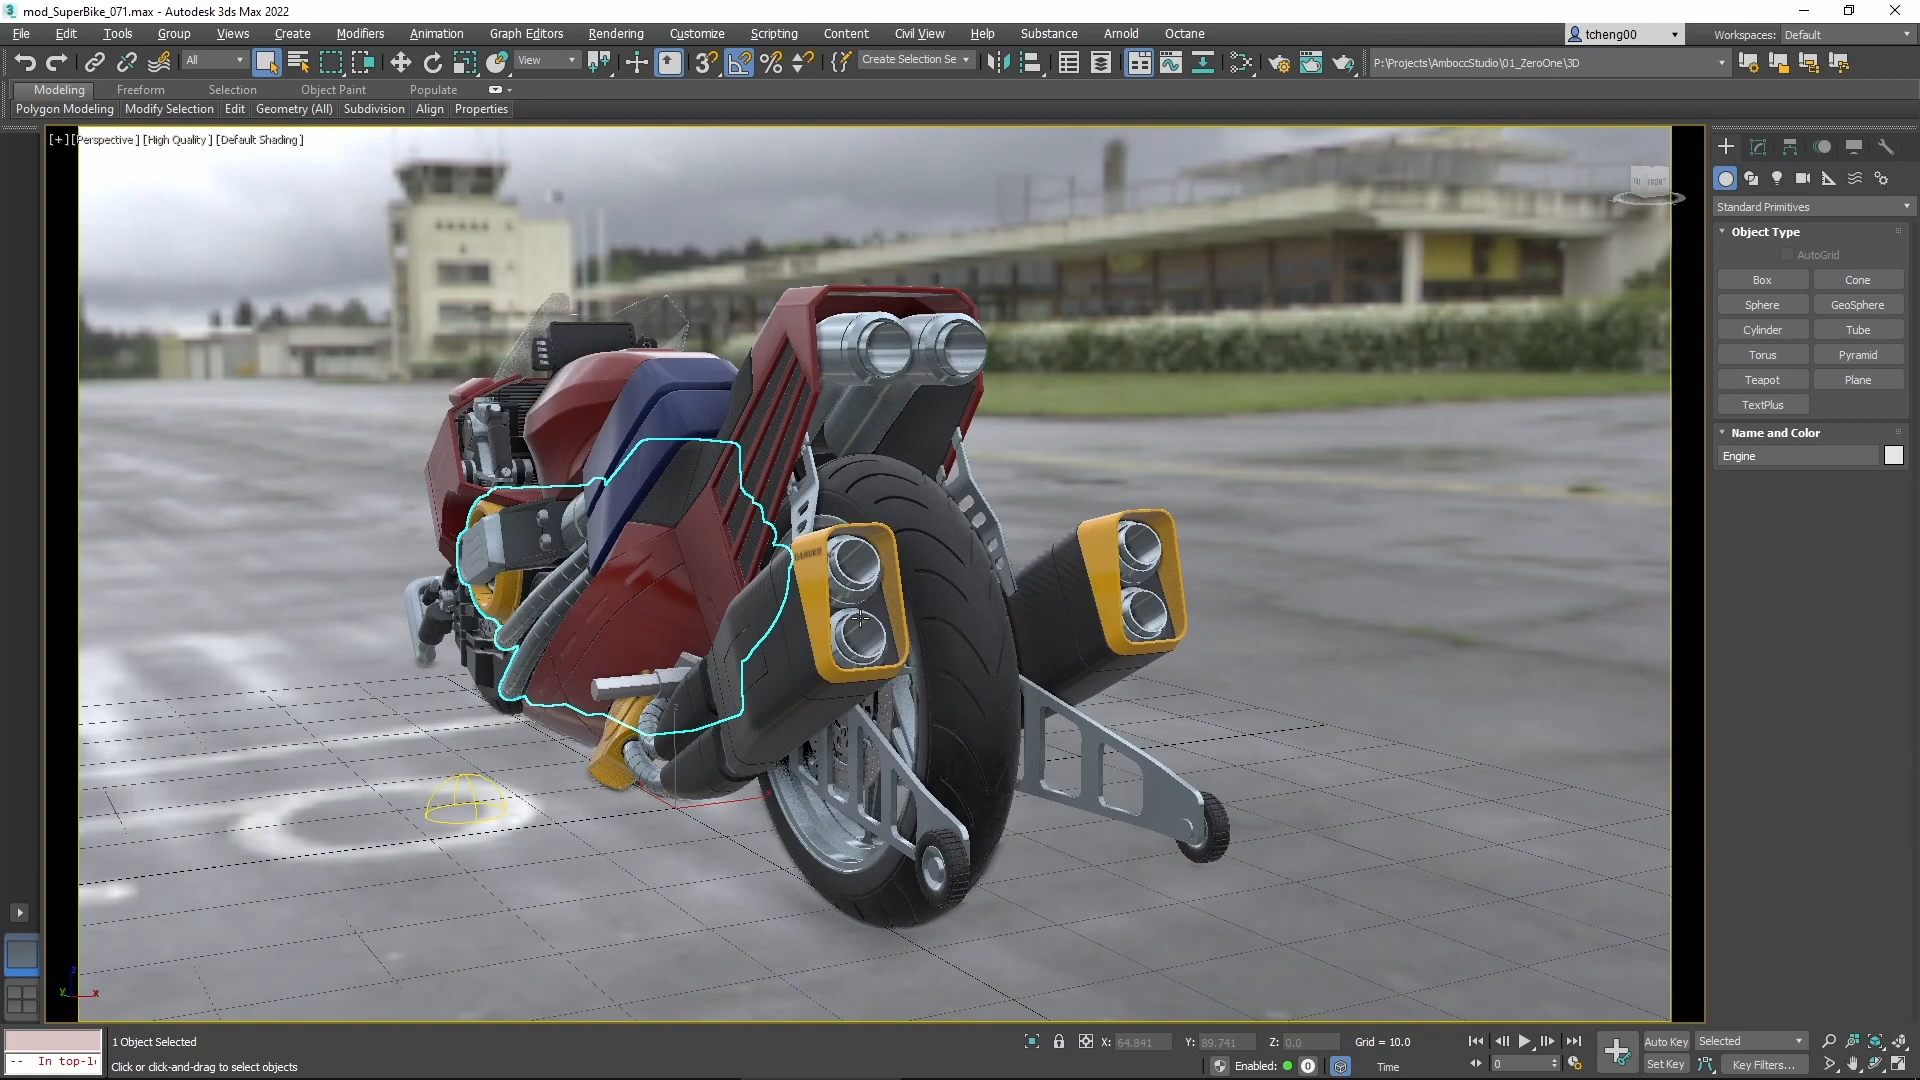 mod_SuperBike_071.max - Autodesk 3ds Max 2022
File Edit Tools Group Views Create Modifiers Animation Graph Editors Rendering Customize Scripting Content Civil View Help Substance Arnold Octane
tcheng00 Workspaces: Default
All View Create Selection Se P:\Projects\AmboccStudio\01_ZeroOne\3D
Modeling Freeform Selection Object Paint Populate
Polygon Modeling Modify Selection Edit Geometry (All) Subdivision Align Properties
[+] [Perspective ] [High Quality ] [Default Shading ]
FRONT
Standard Primitives
Object Type
AutoGrid
Box Cone
Sphere GeoSphere
Cylinder Tube
Torus Pyramid
Teapot Plane
TextPlus
Name and Color
Engine
DANGER
z
z
y x
1 Object Selected
X: 64.841 Y: 89.741 Z: 0.0 Grid = 10.0
Auto Key Selected
-- In top-l
Click or click-and-drag to select objects
Enabled: 0 Time
0 Set Key Key Filters...